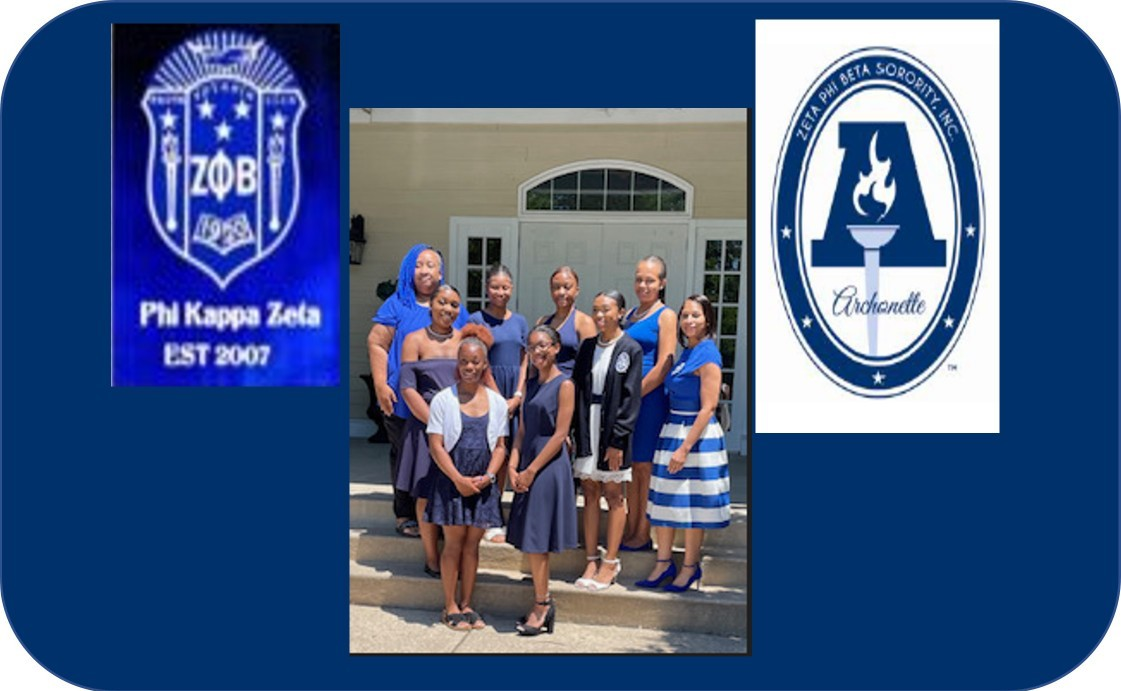 ΖΦΒ
1920
Phi Kappa Zeta
EST 2007
ZETA PHI BETA SORORITY, INC.
A
Archonette
TM